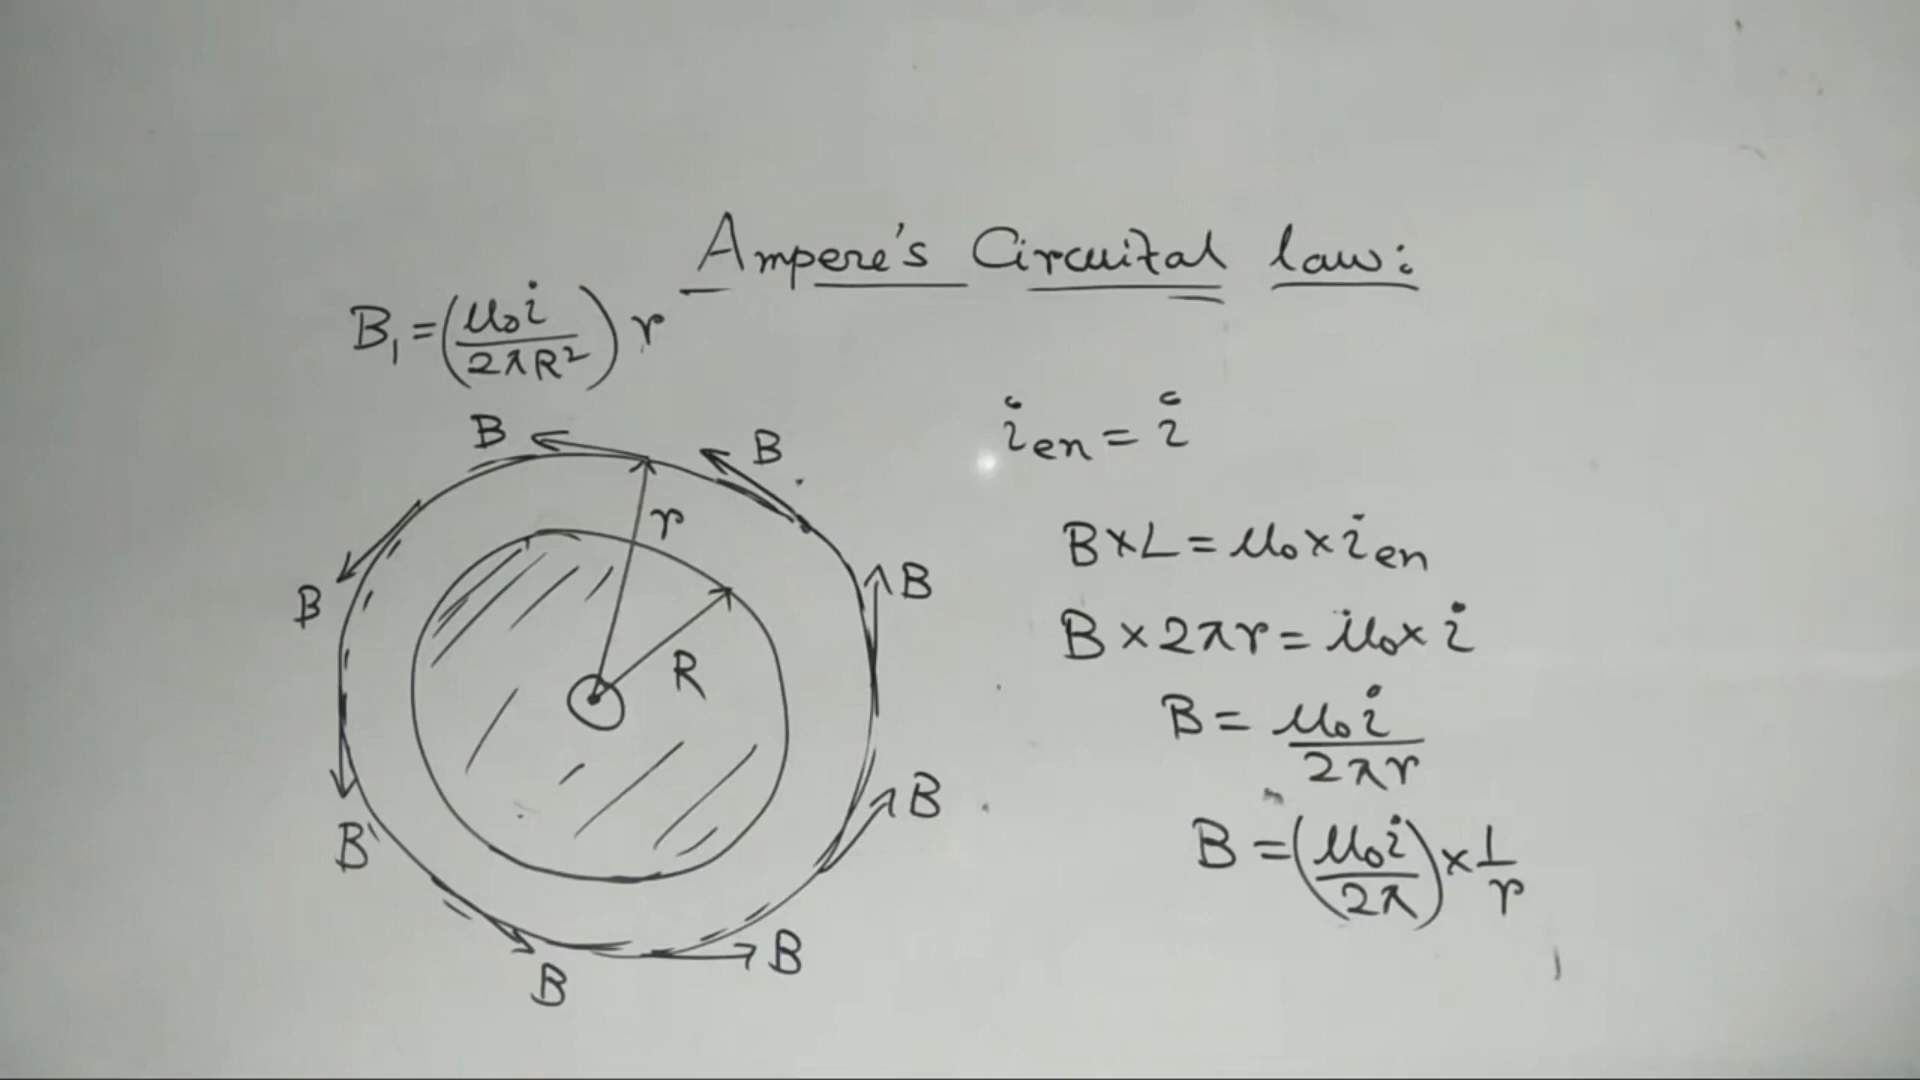 Ampere's Circuital law:
B₁ = (μ₀i / 2πR²) r
i_en = i
B × L = μ₀ × i_en
B × 2πr = μ₀ × i
B = μ₀i / 2πr
B = (μ₀i / 2π) × 1/r
B
B
r
B
B
R
B
B
B
B